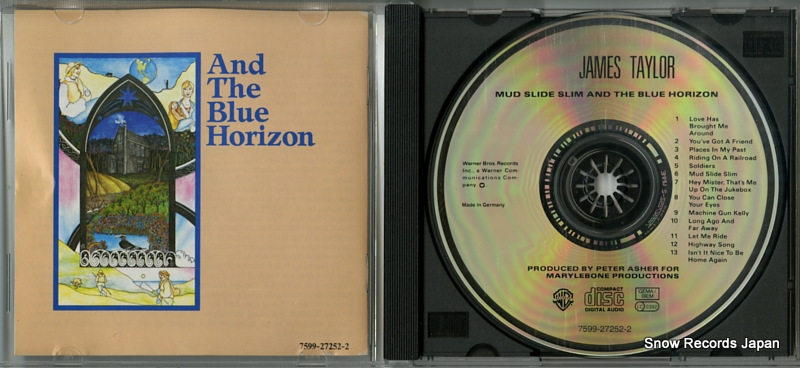 And
The
Blue
Horizon
7599-27252-2
JAMES TAYLOR
MUD SLIDE SLIM AND THE BLUE HORIZON
1 Love Has
Brought Me
Around
2 You've Got A Friend
3 Places In My Past
4 Riding On A Railroad
5 Soldiers
6 Mud Slide Slim
7 Hey Mister, That's Me
Up On The Jukebox
8 You Can Close
Your Eyes
9 Machine Gun Kelly
10 Long Ago And
Far Away
11 Let Me Ride
12 Highway Song
13 Isn't It Nice To Be
Home Again
Warner Bros. Records
Inc., a Warner Com-
munications Com-
pany
Made in Germany
PRODUCED BY PETER ASHER FOR
MARYLEBONE PRODUCTIONS
COMPACT
disc
DIGITAL AUDIO
GEMA/
BIEM
7599-27252-2
Snow Records Japan